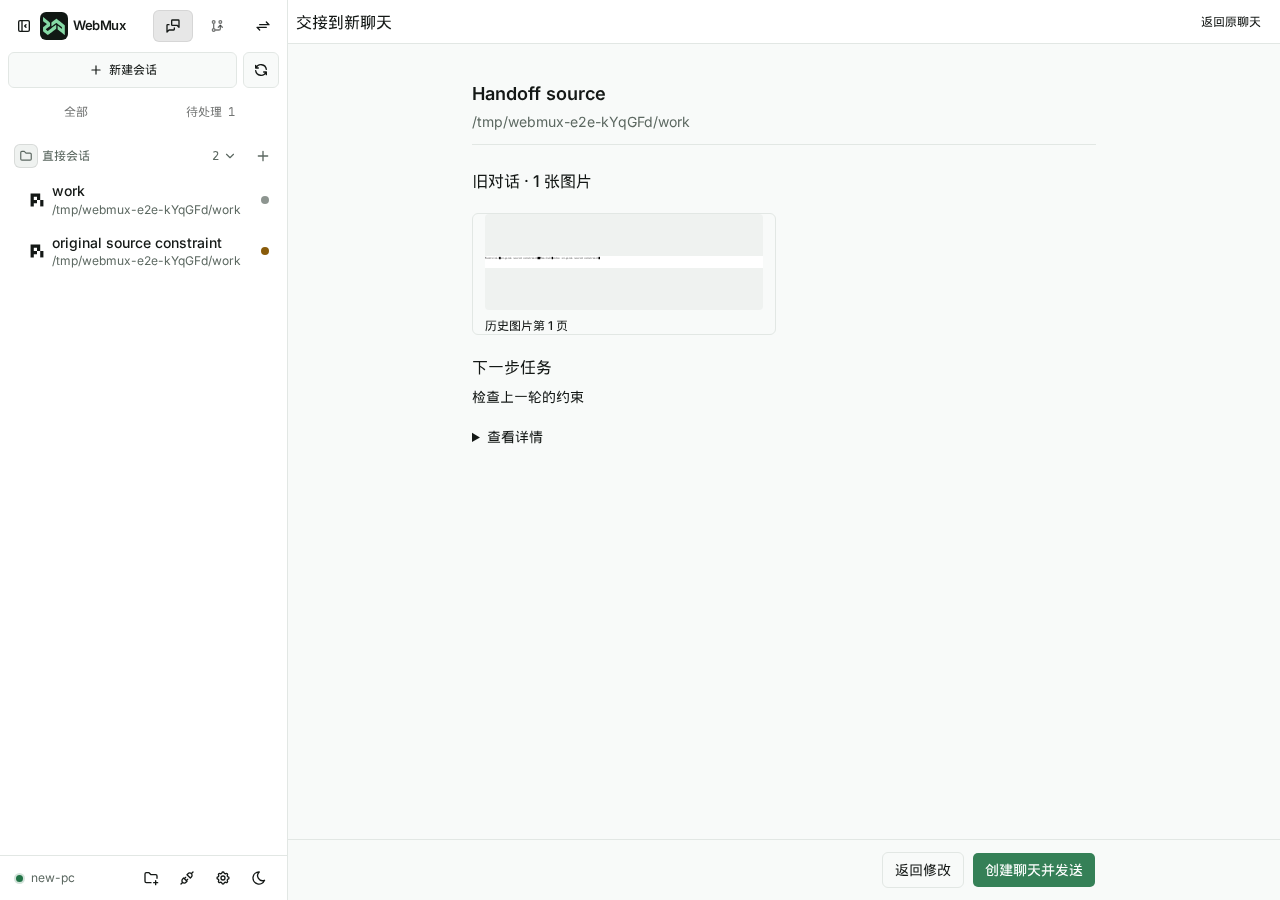 WebMux
新建会话
全部
待处理 1
直接会话
2
work
/tmp/webmux-e2e-kYqGFd/work
original source constraint
/tmp/webmux-e2e-kYqGFd/work
new-pc
交接到新聊天
返回原聊天
Handoff source
/tmp/webmux-e2e-kYqGFd/work
旧对话 · 1 张图片
历史图片第 1 页
下一步任务
检查上一轮的约束
查看详情
返回修改
创建聊天并发送